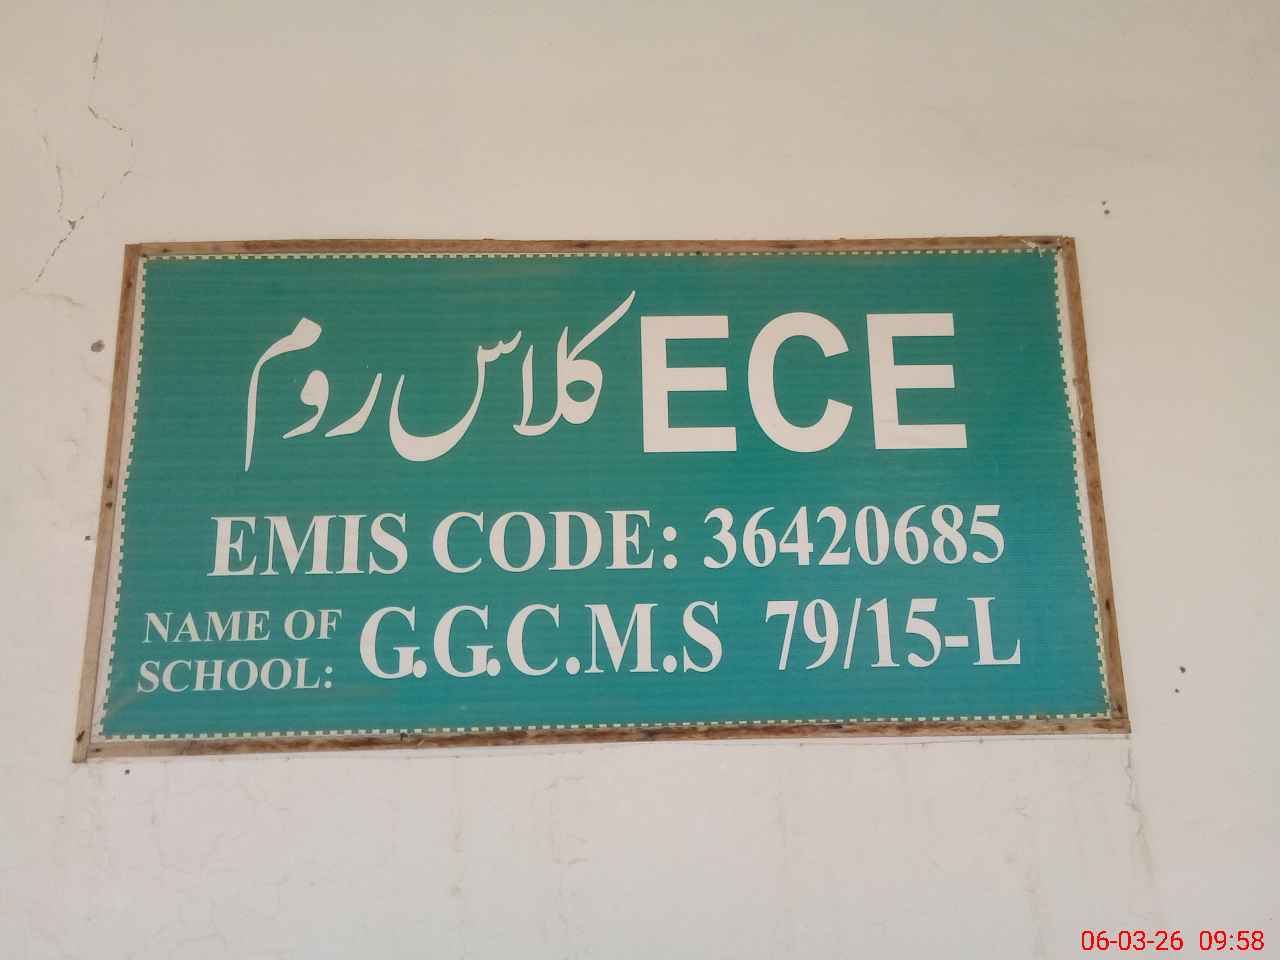 ECE کلاس روم
EMIS CODE: 36420685
NAME OF SCHOOL: G.G.C.M.S 79/15-L
06-03-26 09:58